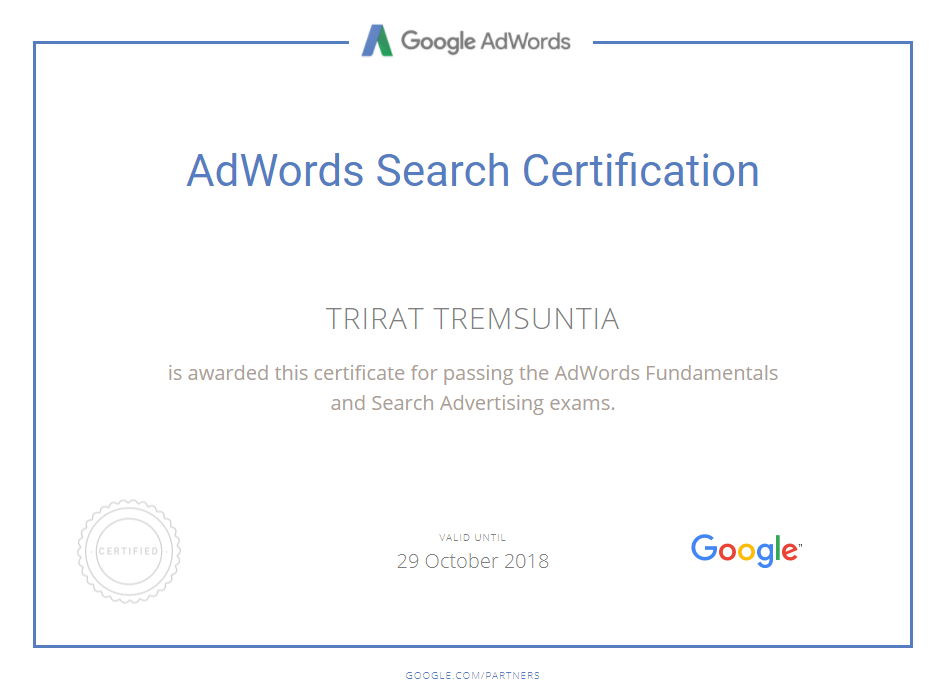 Google AdWords
AdWords Search Certification
TRIRAT TREMSUNTIA
is awarded this certificate for passing the AdWords Fundamentals
and Search Advertising exams.
· CERTIFIED ·
VALID UNTIL
29 October 2018
Google™
GOOGLE.COM/PARTNERS